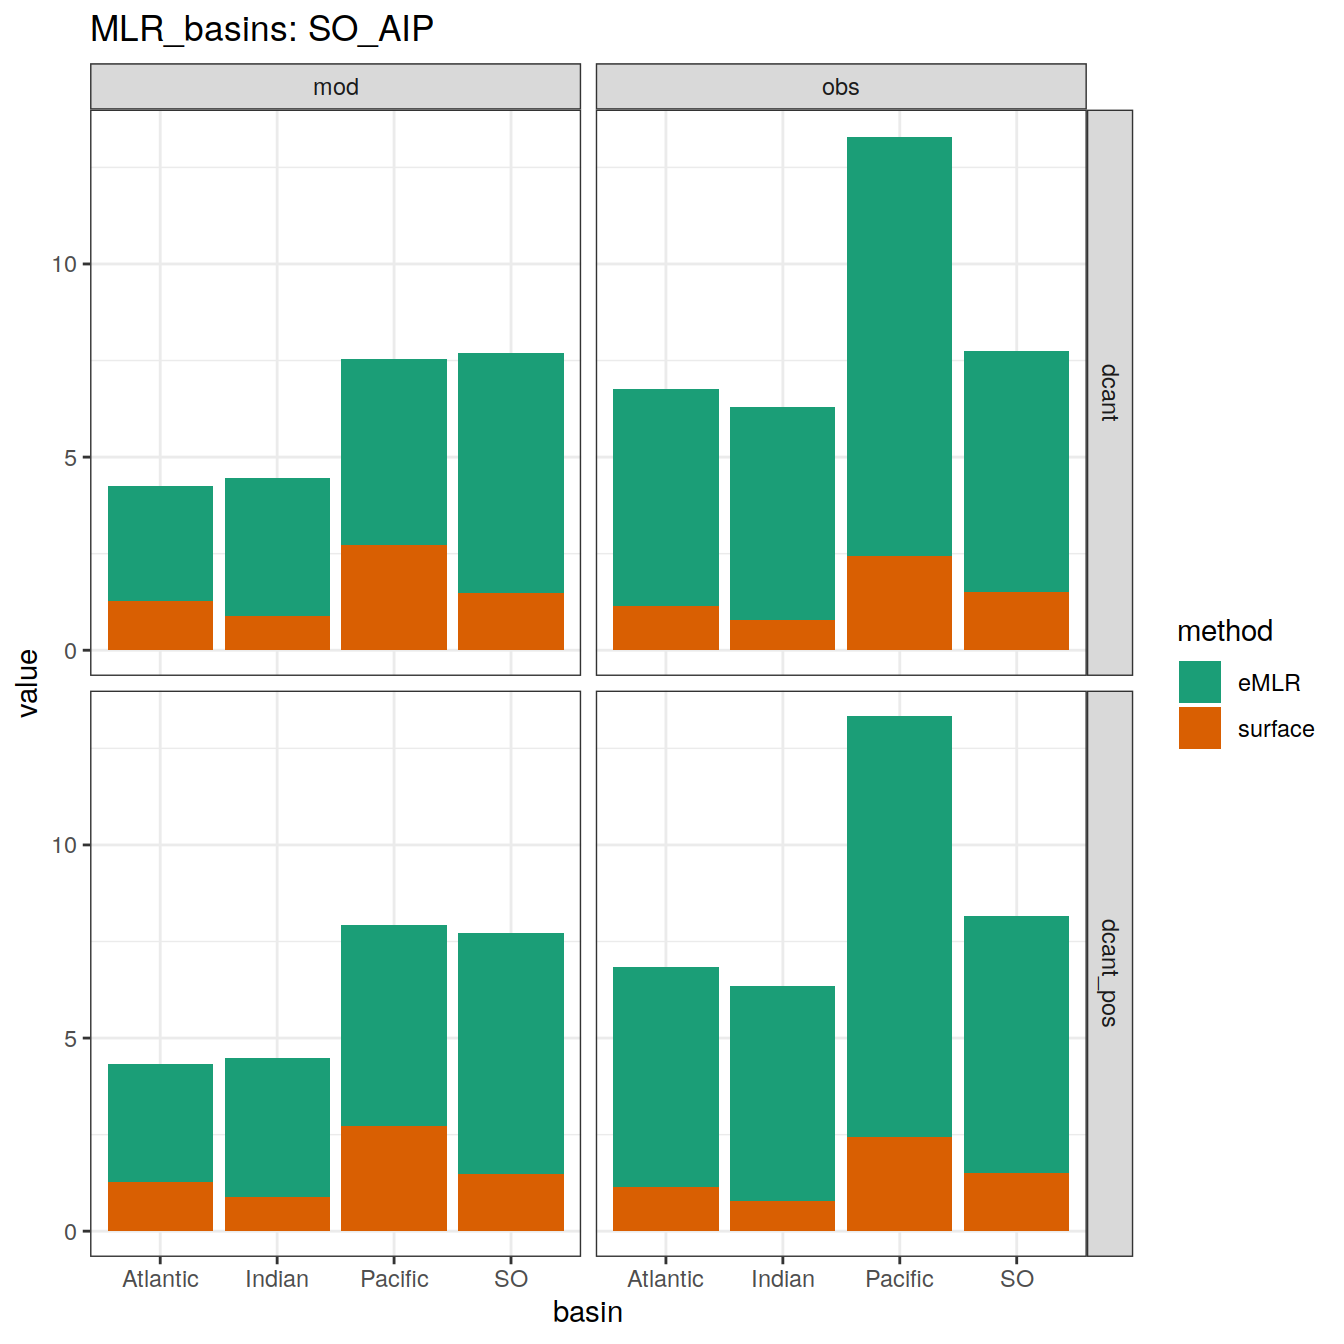 MLR_basins: SO_AIP
mod
obs
10
5
0
dcant
10
5
0
dcant_pos
value
Atlantic Indian Pacific SO
Atlantic Indian Pacific SO
basin
method
eMLR
surface